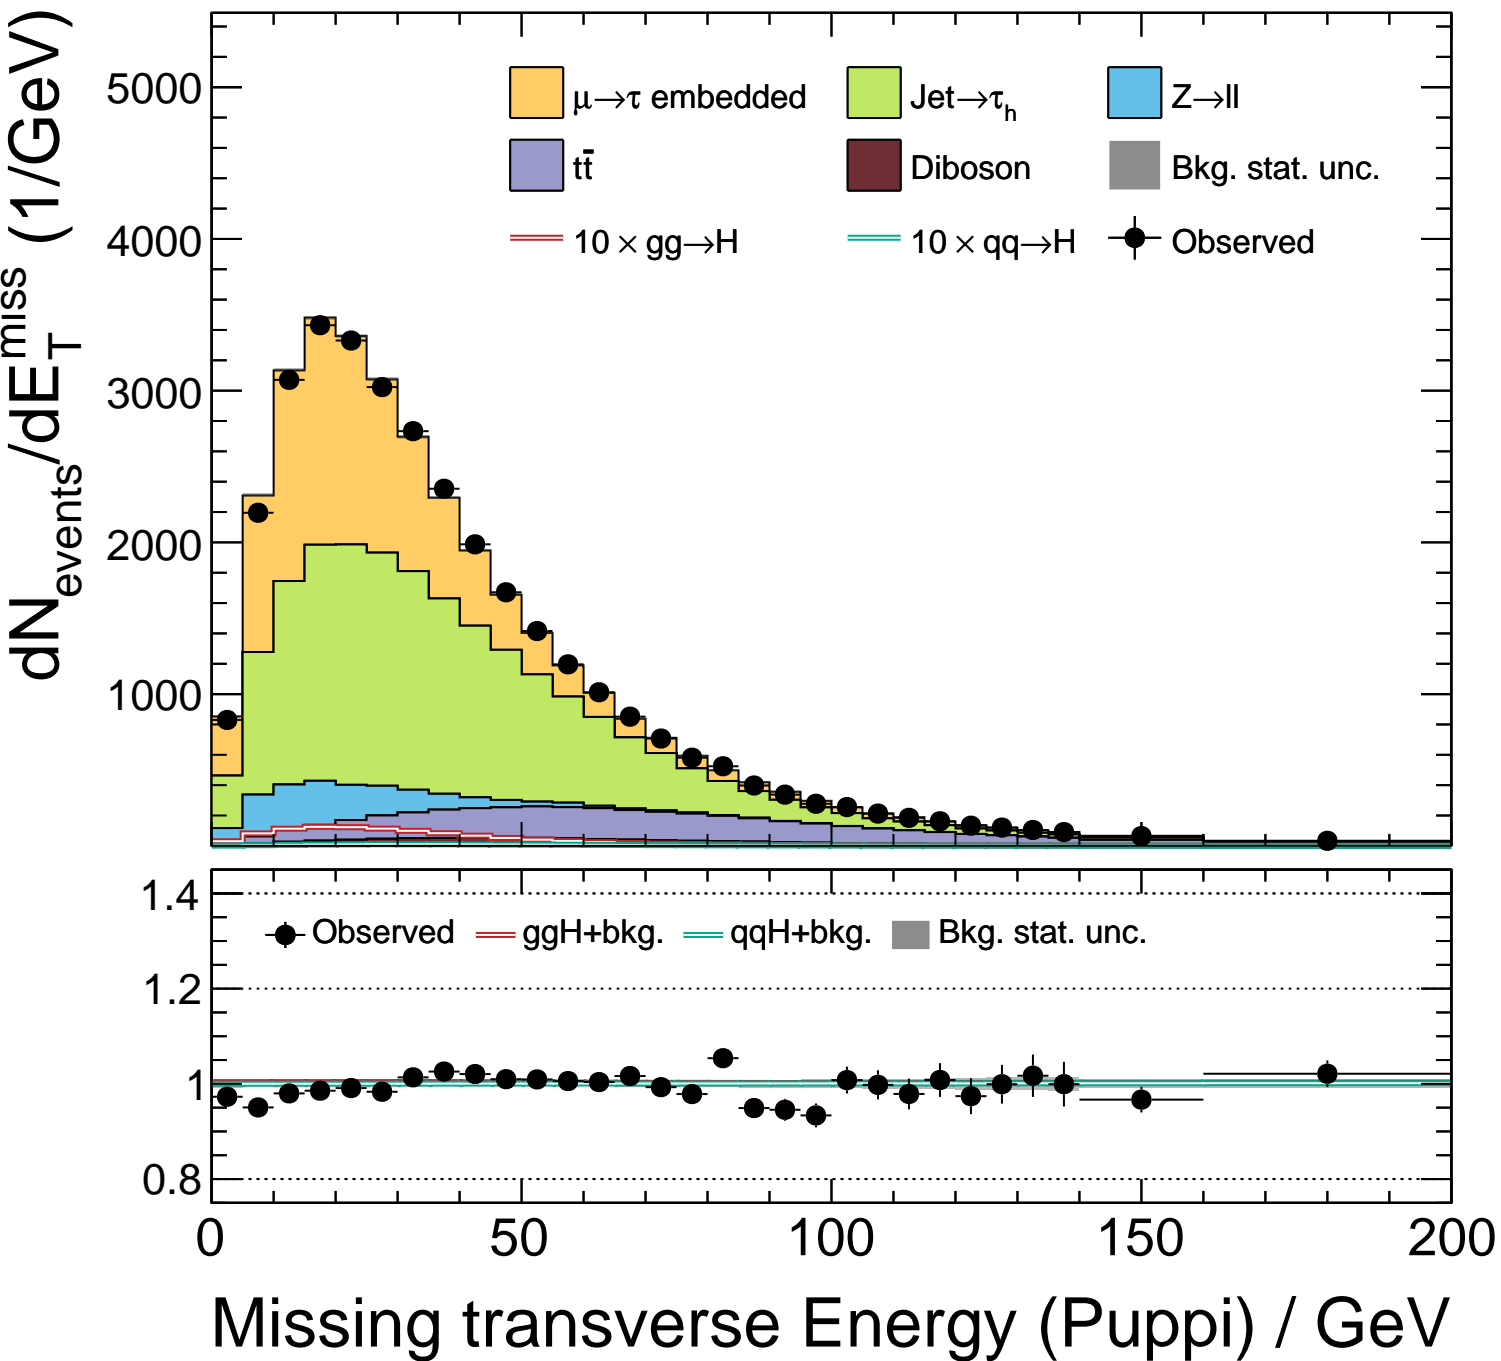 dN_events/dE_T^miss (1/GeV)
5000
4000
3000
2000
1000
μ→τ embedded Jet→τ_h Z→ll
tt̄ Diboson Bkg. stat. unc.
10 × gg→H 10 × qq→H Observed
1.4
1.2
1
0.8
Observed ggH+bkg. qqH+bkg. Bkg. stat. unc.
0 50 100 150 200
Missing transverse Energy (Puppi) / GeV